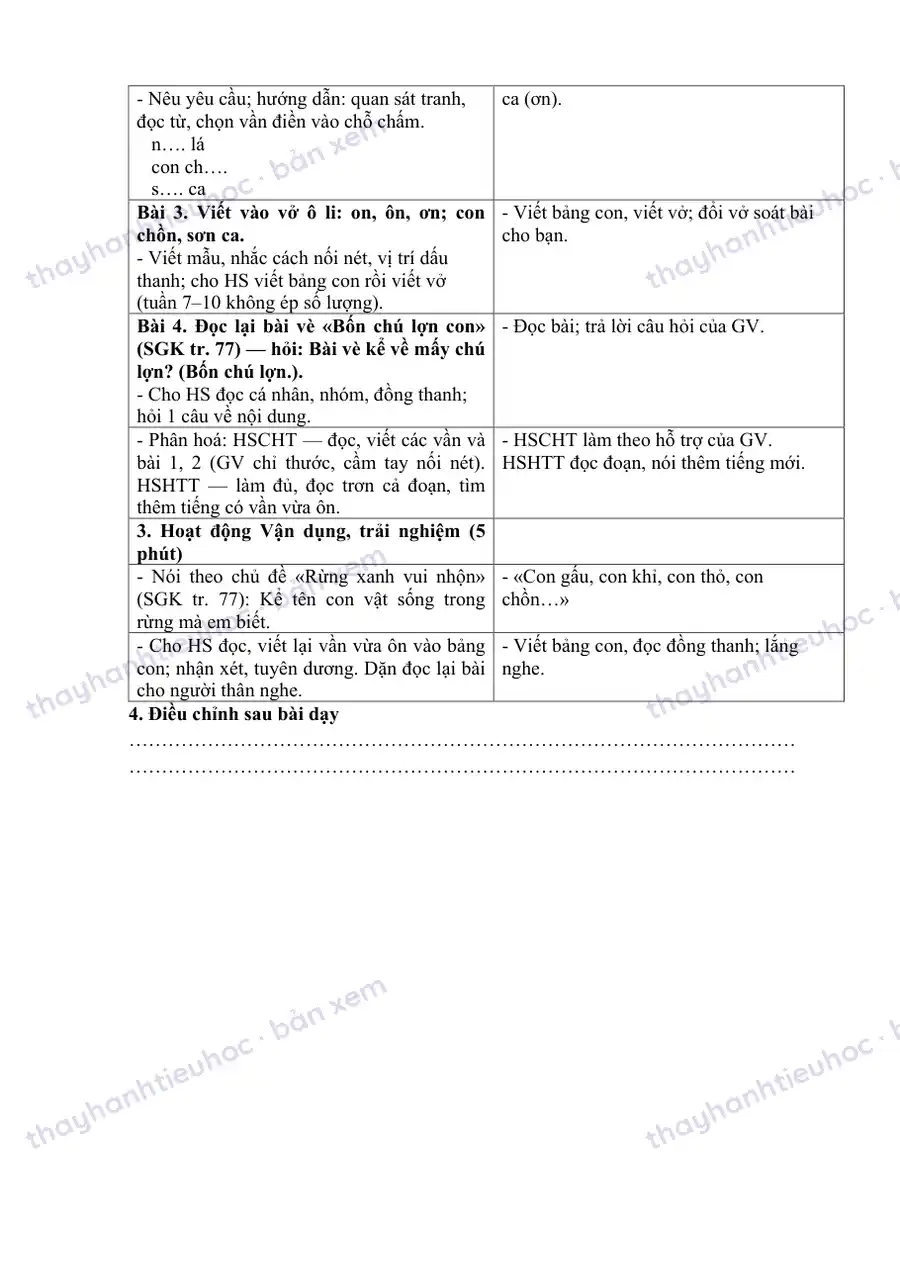 - Nêu yêu cầu; hướng dẫn: quan sát tranh,
đọc từ, chọn vần điền vào chỗ chấm.
n…. lá
con ch….
s…. ca
ca (ơn).
Bài 3. Viết vào vở ô li: on, ôn, ơn; con
chồn, sơn ca.
- Viết mẫu, nhắc cách nối nét, vị trí dấu
thanh; cho HS viết bảng con rồi viết vở
(tuần 7–10 không ép số lượng).
- Viết bảng con, viết vở; đổi vở soát bài
cho bạn.
Bài 4. Đọc lại bài vè «Bốn chú lợn con»
(SGK tr. 77) — hỏi: Bài vè kể về mấy chú
lợn? (Bốn chú lợn.).
- Cho HS đọc cá nhân, nhóm, đồng thanh;
hỏi 1 câu về nội dung.
- Đọc bài; trả lời câu hỏi của GV.
- Phân hoá: HSCHT — đọc, viết các vần và
bài 1, 2 (GV chỉ thước, cầm tay nối nét).
HSHTT — làm đủ, đọc trơn cả đoạn, tìm
thêm tiếng có vần vừa ôn.
- HSCHT làm theo hỗ trợ của GV.
HSHTT đọc đoạn, nói thêm tiếng mới.
3. Hoạt động Vận dụng, trải nghiệm (5
phút)
- Nói theo chủ đề «Rừng xanh vui nhộn»
(SGK tr. 77): Kể tên con vật sống trong
rừng mà em biết.
- «Con gấu, con khỉ, con thỏ, con
chồn…»
- Cho HS đọc, viết lại vần vừa ôn vào bảng
con; nhận xét, tuyên dương. Dặn đọc lại bài
cho người thân nghe.
- Viết bảng con, đọc đồng thanh; lắng
nghe.
4. Điều chỉnh sau bài dạy
…………………………………………………………………………………………
…………………………………………………………………………………………
thayhanhtieuhoc · bản xem
thayhanhtieuhoc · b
thayhanhtieuhoc · bản xem
thayhanhtieuhoc · b
thayhanhtieuhoc · bản xem
thayhanhtieuhoc · b